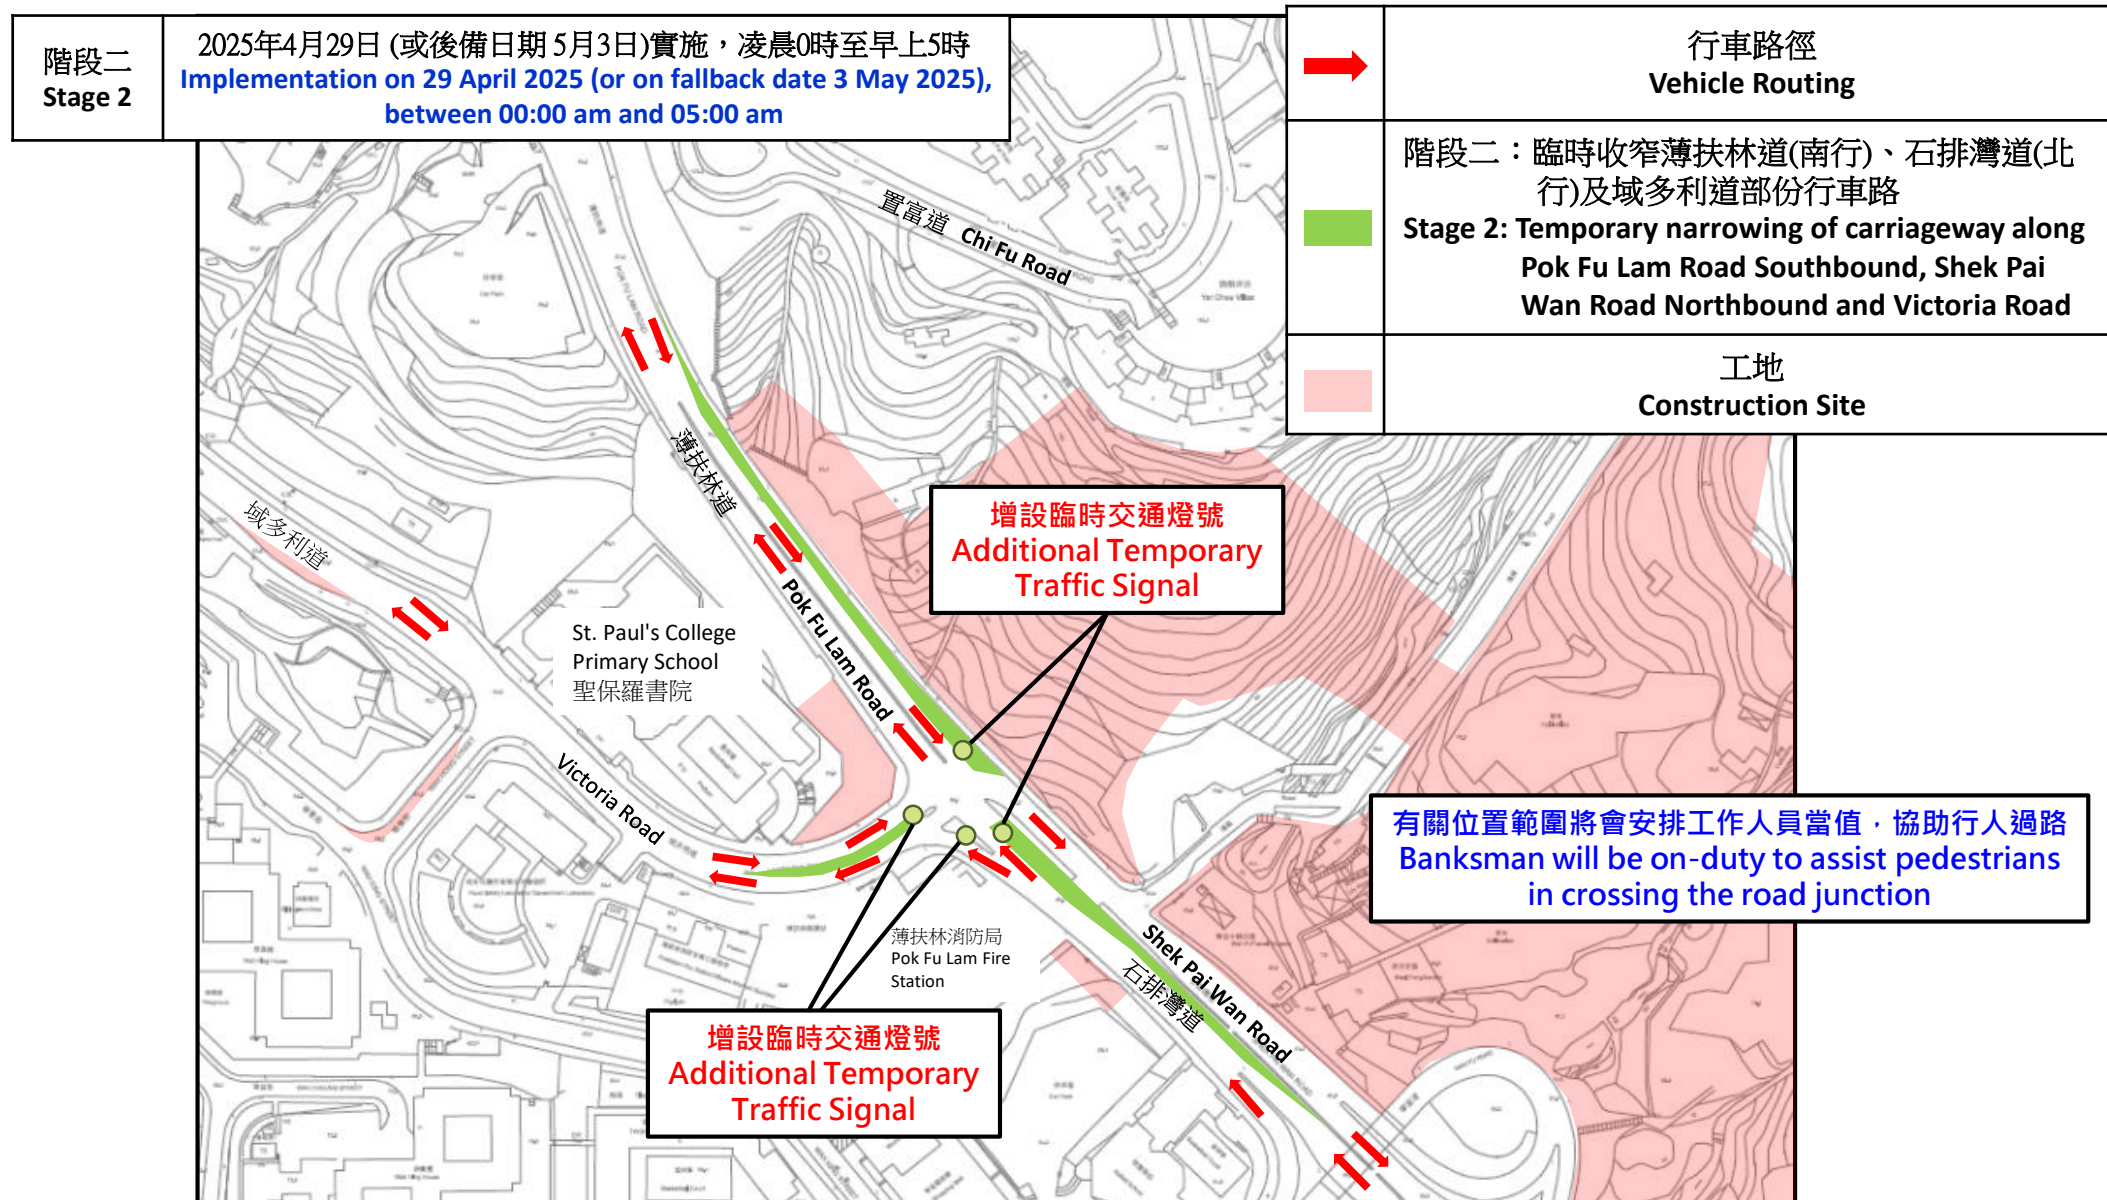 階段二
Stage 2
2025年4月29日 (或後備日期 5月3日)實施，凌晨0時至早上5時
Implementation on 29 April 2025 (or on fallback date 3 May 2025),
between 00:00 am and 05:00 am
行車路徑
Vehicle Routing
階段二：臨時收窄薄扶林道(南行)、石排灣道(北
行)及域多利道部份行車路
Stage 2: Temporary narrowing of carriageway along
Pok Fu Lam Road Southbound, Shek Pai
Wan Road Northbound and Victoria Road
工地
Construction Site
置富道 Chi Fu Road
薄扶林道
Pok Fu Lam Road
域多利道
Victoria Road
St. Paul's College
Primary School
聖保羅書院
增設臨時交通燈號
Additional Temporary
Traffic Signal
有關位置範圍將會安排工作人員當值，協助行人過路
Banksman will be on-duty to assist pedestrians
in crossing the road junction
薄扶林消防局
Pok Fu Lam Fire
Station
Shek Pai Wan Road
石排灣道
增設臨時交通燈號
Additional Temporary
Traffic Signal